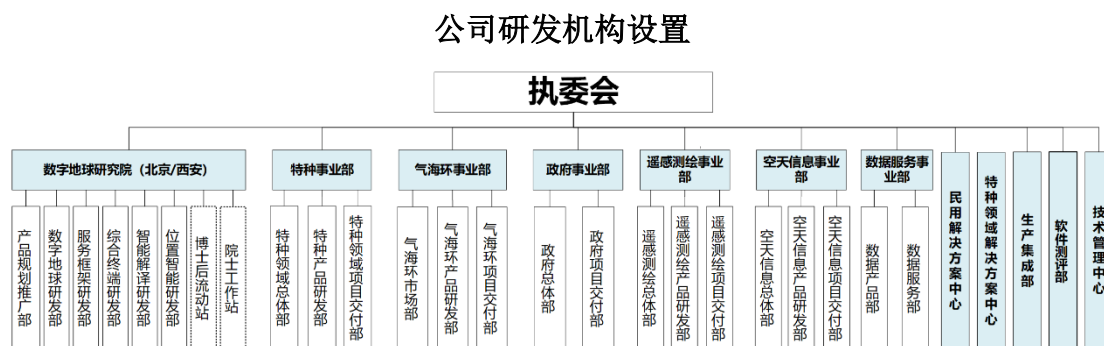 公司研发机构设置
执委会
数字地球研究院（北京/西安）
特种事业部
气海环事业部
政府事业部
遥感测绘事业
部
空天信息事业
部
数据服务事
业部
民用解决方案中心
特种领域解决方案中心
生产集成部
软件测评部
技术管理中心
产品规划推广部
数字地球研发部
服务框架研发部
综合终端研发部
智能解译研发部
位置智能研发部
博士后流动站
院士工作站
特种领域总体部
特种产品研发部
特种领域项目交付部
气海环市场部
气海环产品研发部
气海环项目交付部
政府总体部
政府项目交付部
遥感测绘总体部
遥感测绘产品研发部
遥感测绘项目交付部
空天信息总体部
空天信息产品研发部
空天信息项目交付部
数据产品部
数据服务部